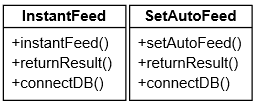 InstantFeed
+instantFeed()
+returnResult()
+connectDB()
SetAutoFeed
+setAutoFeed()
+returnResult()
+connectDB()